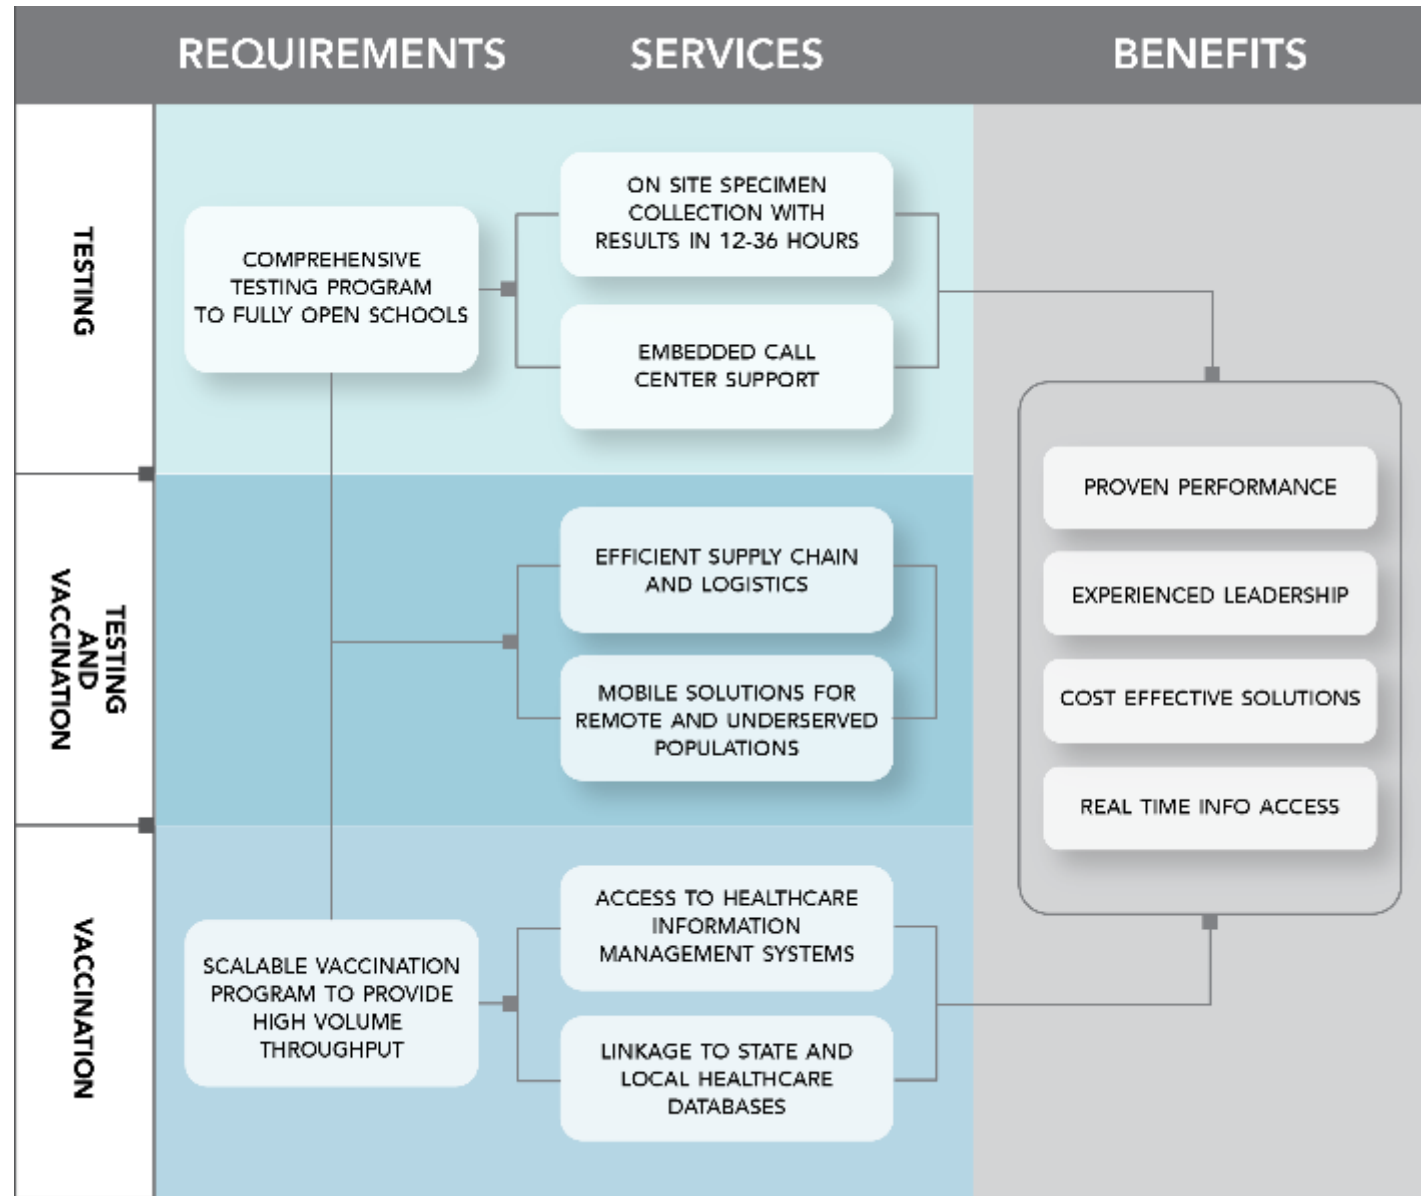 REQUIREMENTS
SERVICES
BENEFITS
TESTING
COMPREHENSIVE
TESTING PROGRAM
TO FULLY OPEN SCHOOLS
ON SITE SPECIMEN
COLLECTION WITH
RESULTS IN 12-36 HOURS
EMBEDDED CALL
CENTER SUPPORT
TESTING
AND
VACCINATION
EFFICIENT SUPPLY CHAIN
AND LOGISTICS
MOBILE SOLUTIONS FOR
REMOTE AND UNDERSERVED
POPULATIONS
VACCINATION
SCALABLE VACCINATION
PROGRAM TO PROVIDE
HIGH VOLUME
THROUGHPUT
ACCESS TO HEALTHCARE
INFORMATION
MANAGEMENT SYSTEMS
LINKAGE TO STATE AND
LOCAL HEALTHCARE
DATABASES
PROVEN PERFORMANCE
EXPERIENCED LEADERSHIP
COST EFFECTIVE SOLUTIONS
REAL TIME INFO ACCESS